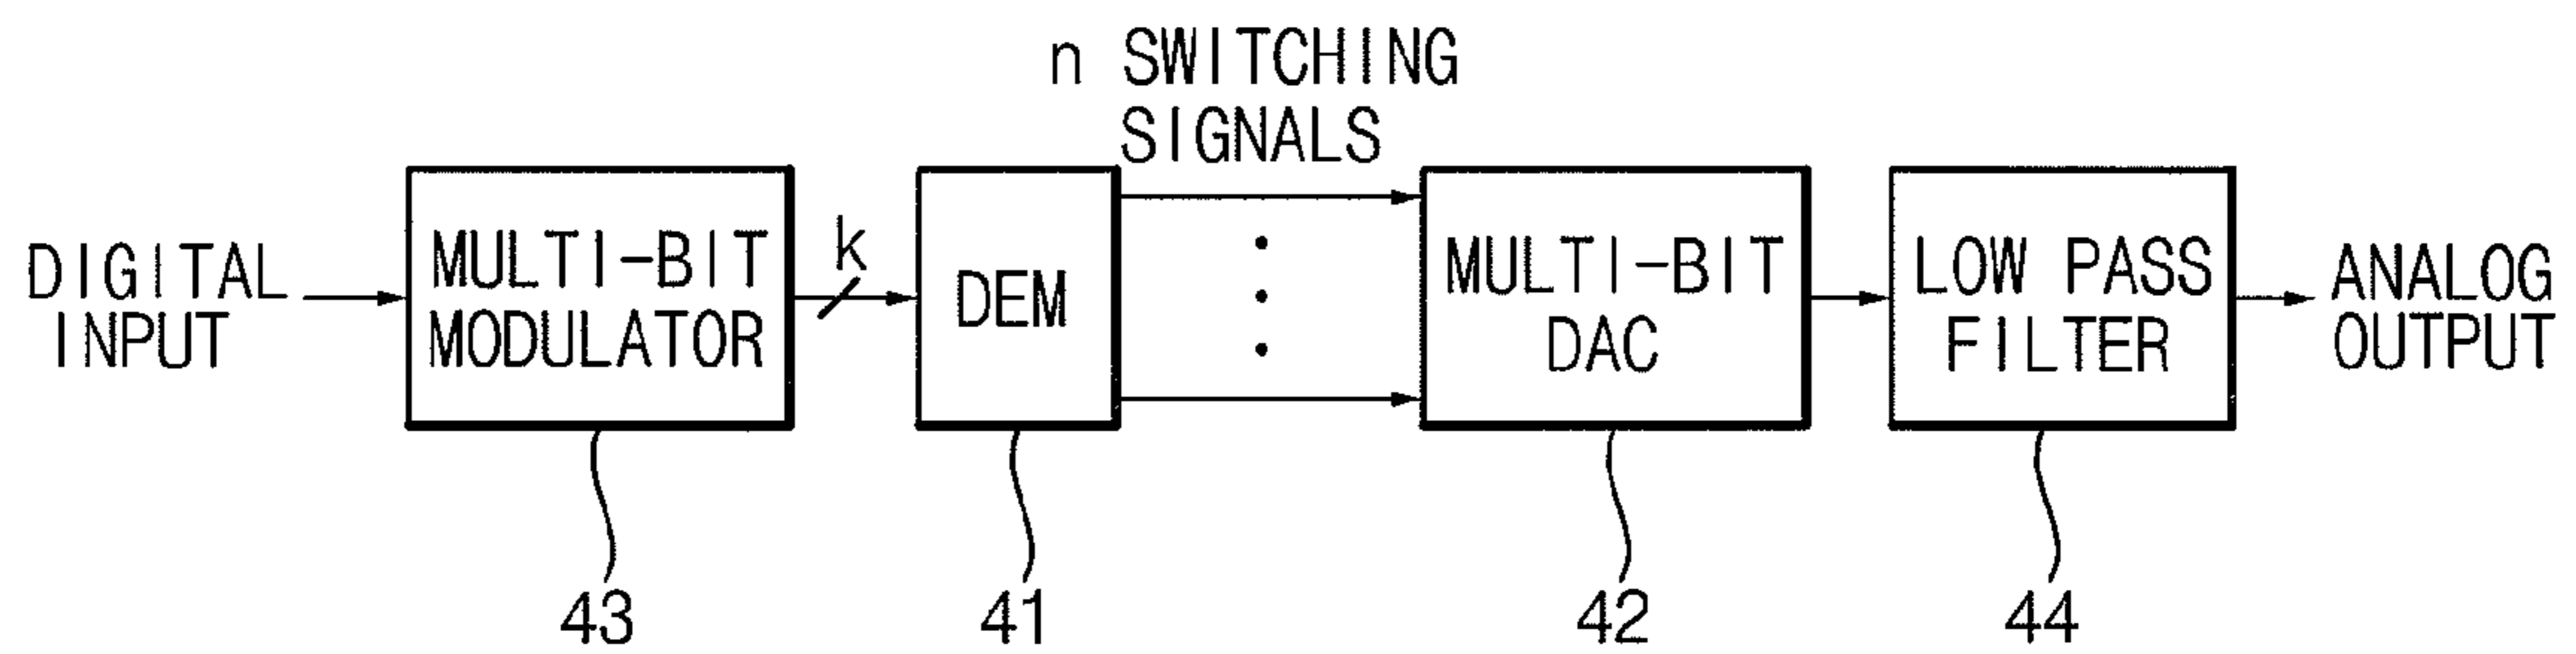 n SWITCHING
SIGNALS
DIGITAL
INPUT
MULTI-BIT
MODULATOR
k
DEM
MULTI-BIT
DAC
LOW PASS
FILTER
ANALOG
OUTPUT
43
41
42
44